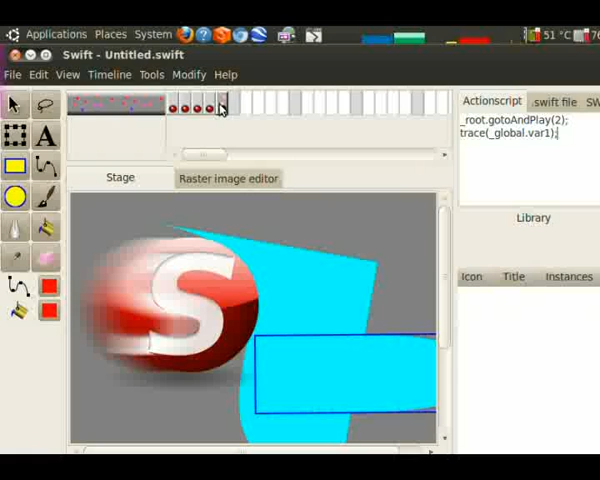 Applications Places System 51 °C
Swift - Untitled.swift
File Edit View Timeline Tools Modify Help
Actionscript .swift file
_root.gotoAndPlay(2);
trace(_global.var1);
A
Stage Raster image editor
Library
Icon Title Instances
S